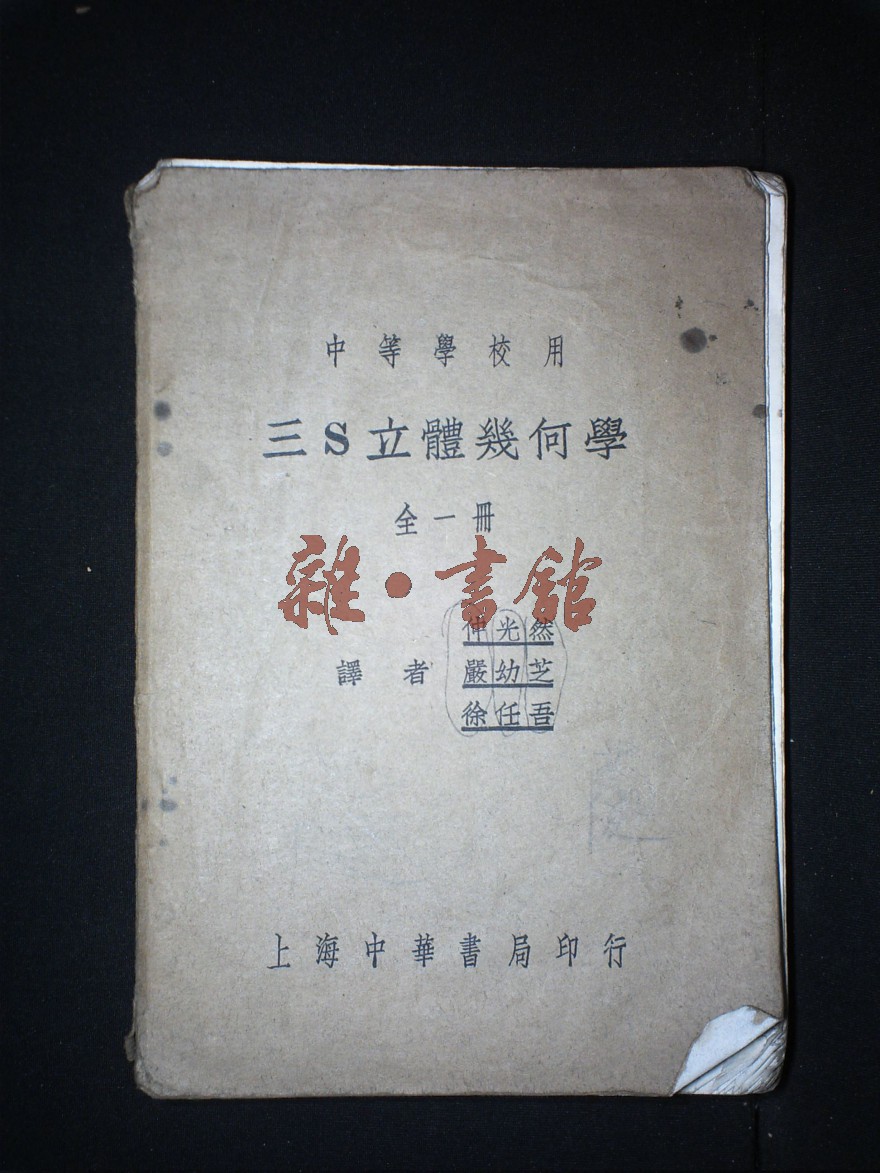 中等學校用
三S立體幾何學
全一冊
雜·書館
仲光然
譯者 嚴幼芝
徐任吾
上海中華書局印行